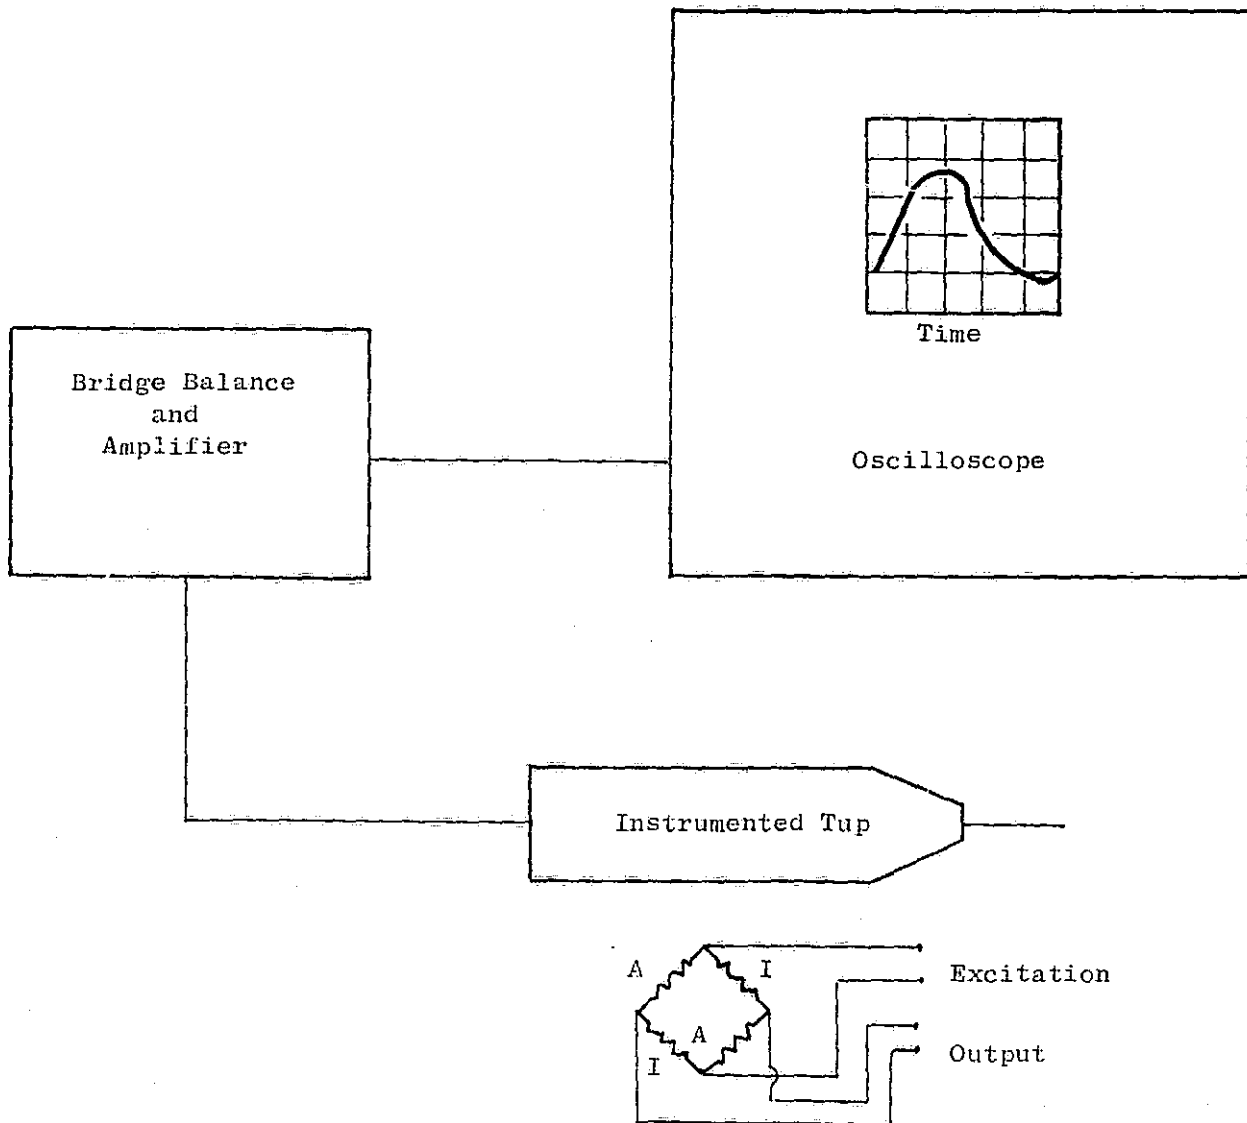 Time
Oscilloscope
Bridge Balance
and
Amplifier
Instrumented Tup
A
I
A
I
Excitation
Output